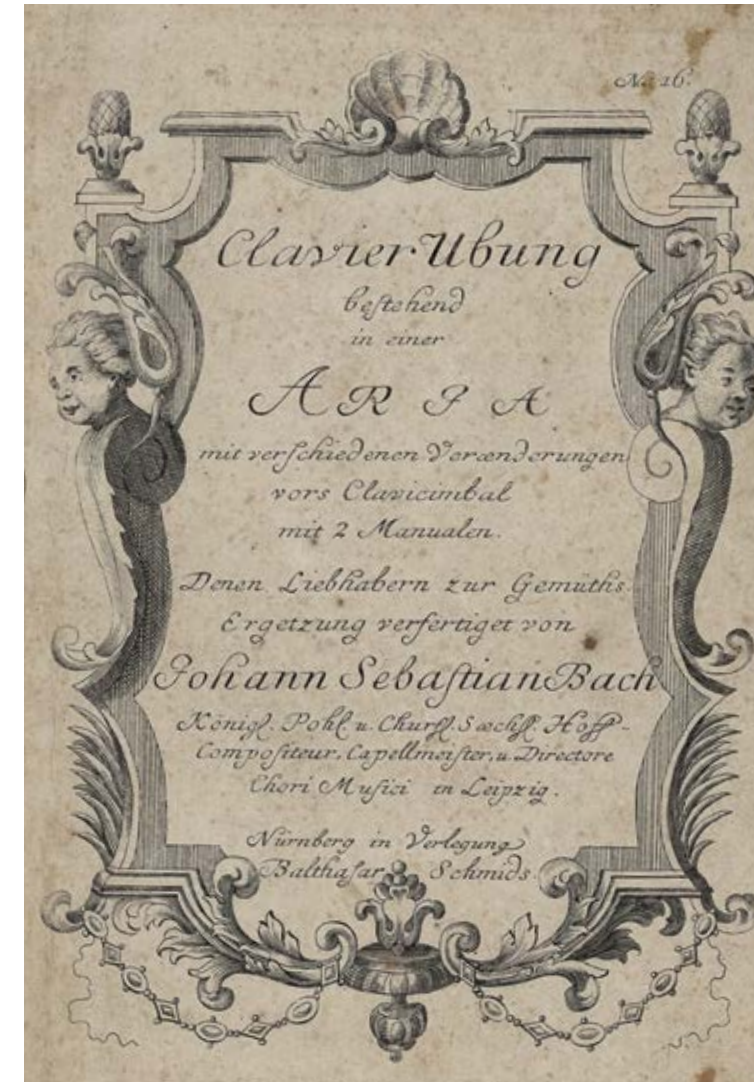 No. 16.
Clavier Ubung
bestehend
in einer
ARIA
mit verschiedenen Verænderungen
vors Clavicimbal
mit 2 Manualen.
Denen Liebhabern zur Gemüths-
Ergetzung verfertiget von
Johann Sebastian Bach
Königl. Pohl. u. Churfl. Sæchs. Hoff-
Compositeur, Capellmeister, u. Directore
Chori Musici in Leipzig.
Nürnberg in Verlegung
Balthasar Schmids.